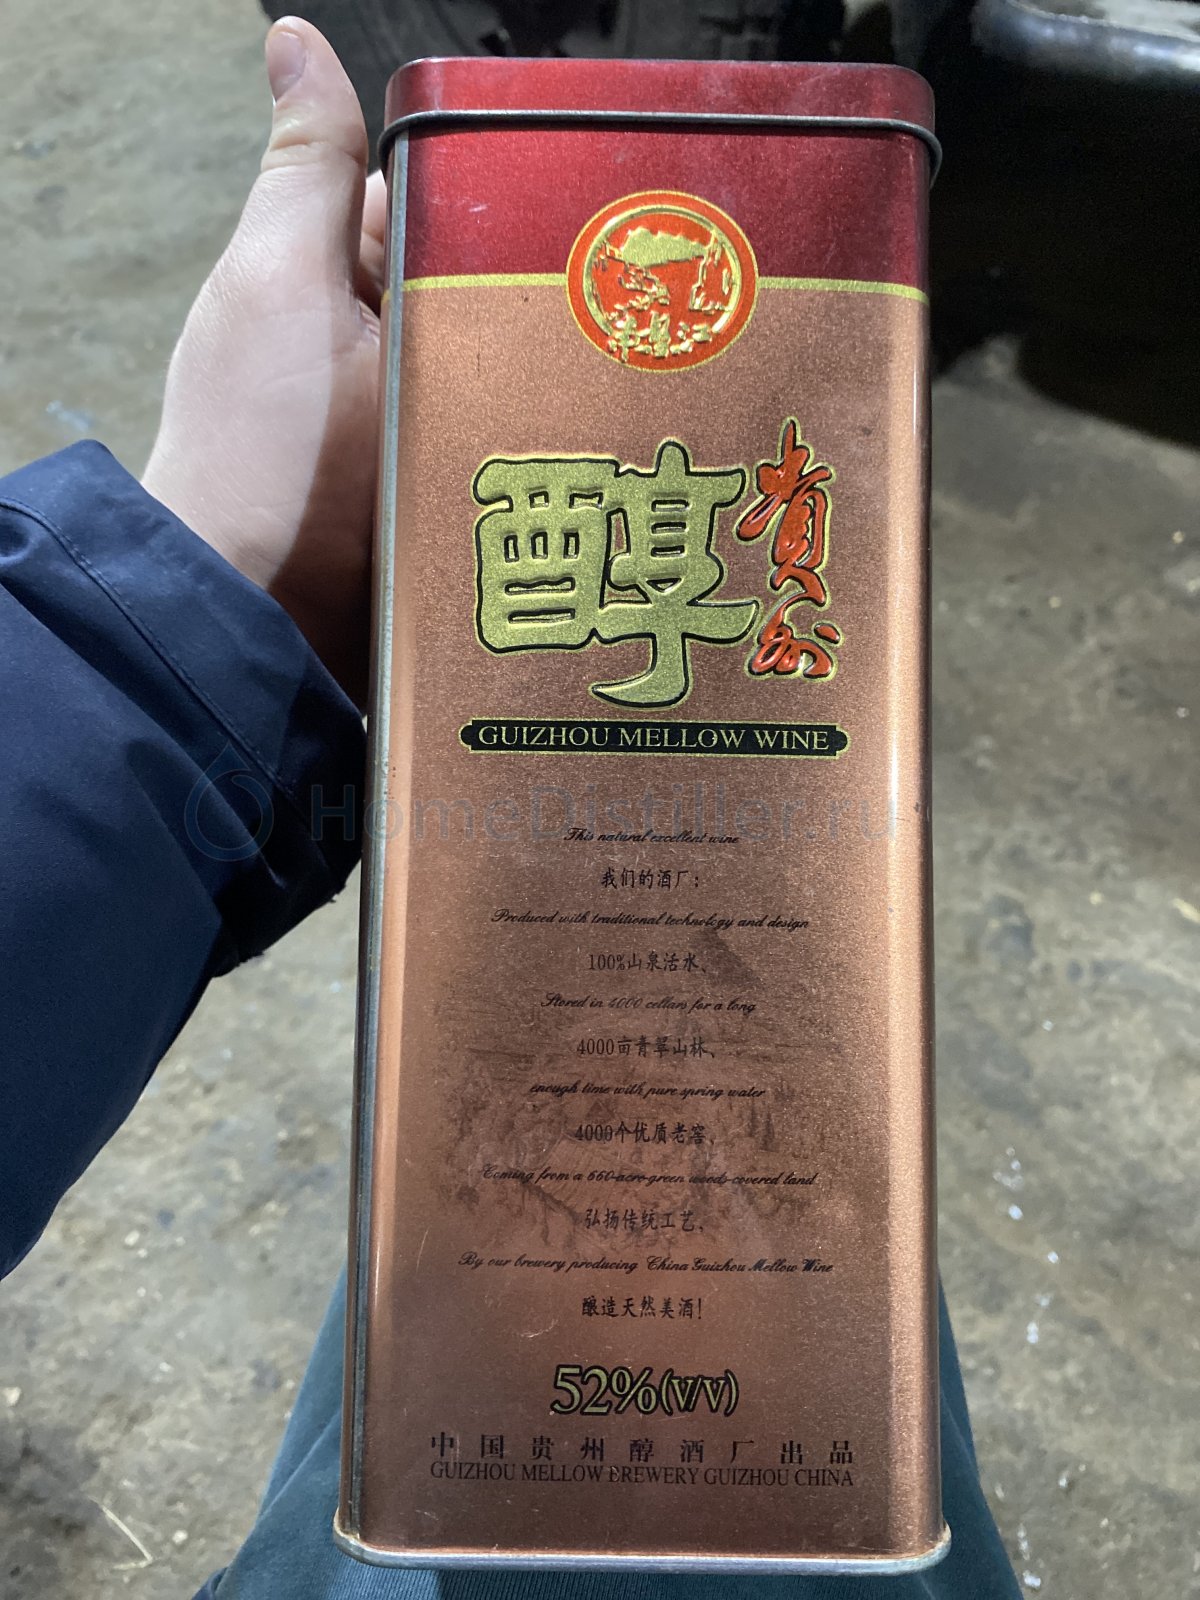 津島江
醇
貴州
GUIZHOU MELLOW WINE
HomeDistiller.ru
This natural excellent wine
我们的酒厂：
Produced with traditional technology and design
100%山泉活水、
Stored in 4000 cellars for a long
4000亩青翠山林、
enough time with pure spring water
4000个优质老窖、
Coming from a 660-acre-green woods-covered land
弘扬传统工艺、
By our brewery producing China Guizhou Mellow Wine
酿造天然美酒！
52%(V/V)
中国贵州醇酒厂出品
GUIZHOU MELLOW BREWERY GUIZHOU CHINA